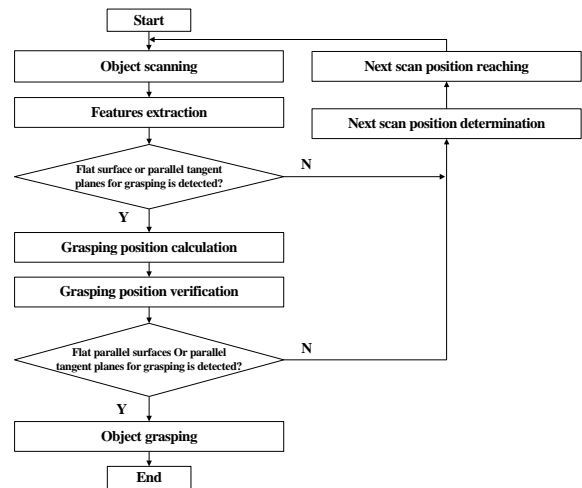 Start
Object scanning
Next scan position reaching
Features extraction
Next scan position determination
Flat surface or parallel tangent
planes for grasping is detected?
N
Y
Grasping position calculation
Grasping position verification
Flat parallel surfaces Or parallel
tangent planes for grasping is detected?
N
Y
Object grasping
End